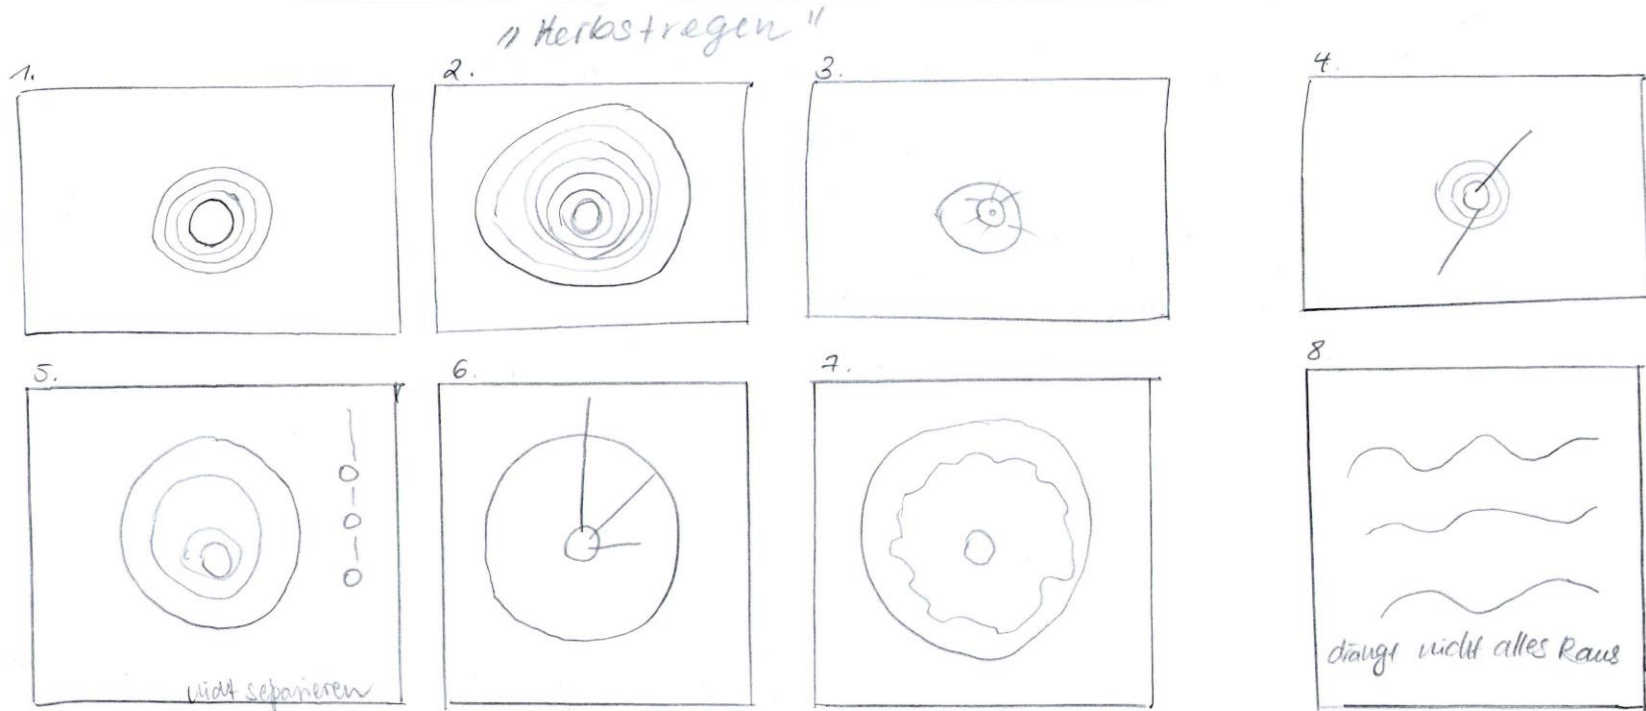 „Herbstregen"
1.
2.
3.
4.
5.
6.
7.
8
nicht separieren
drängt nicht alles Raus